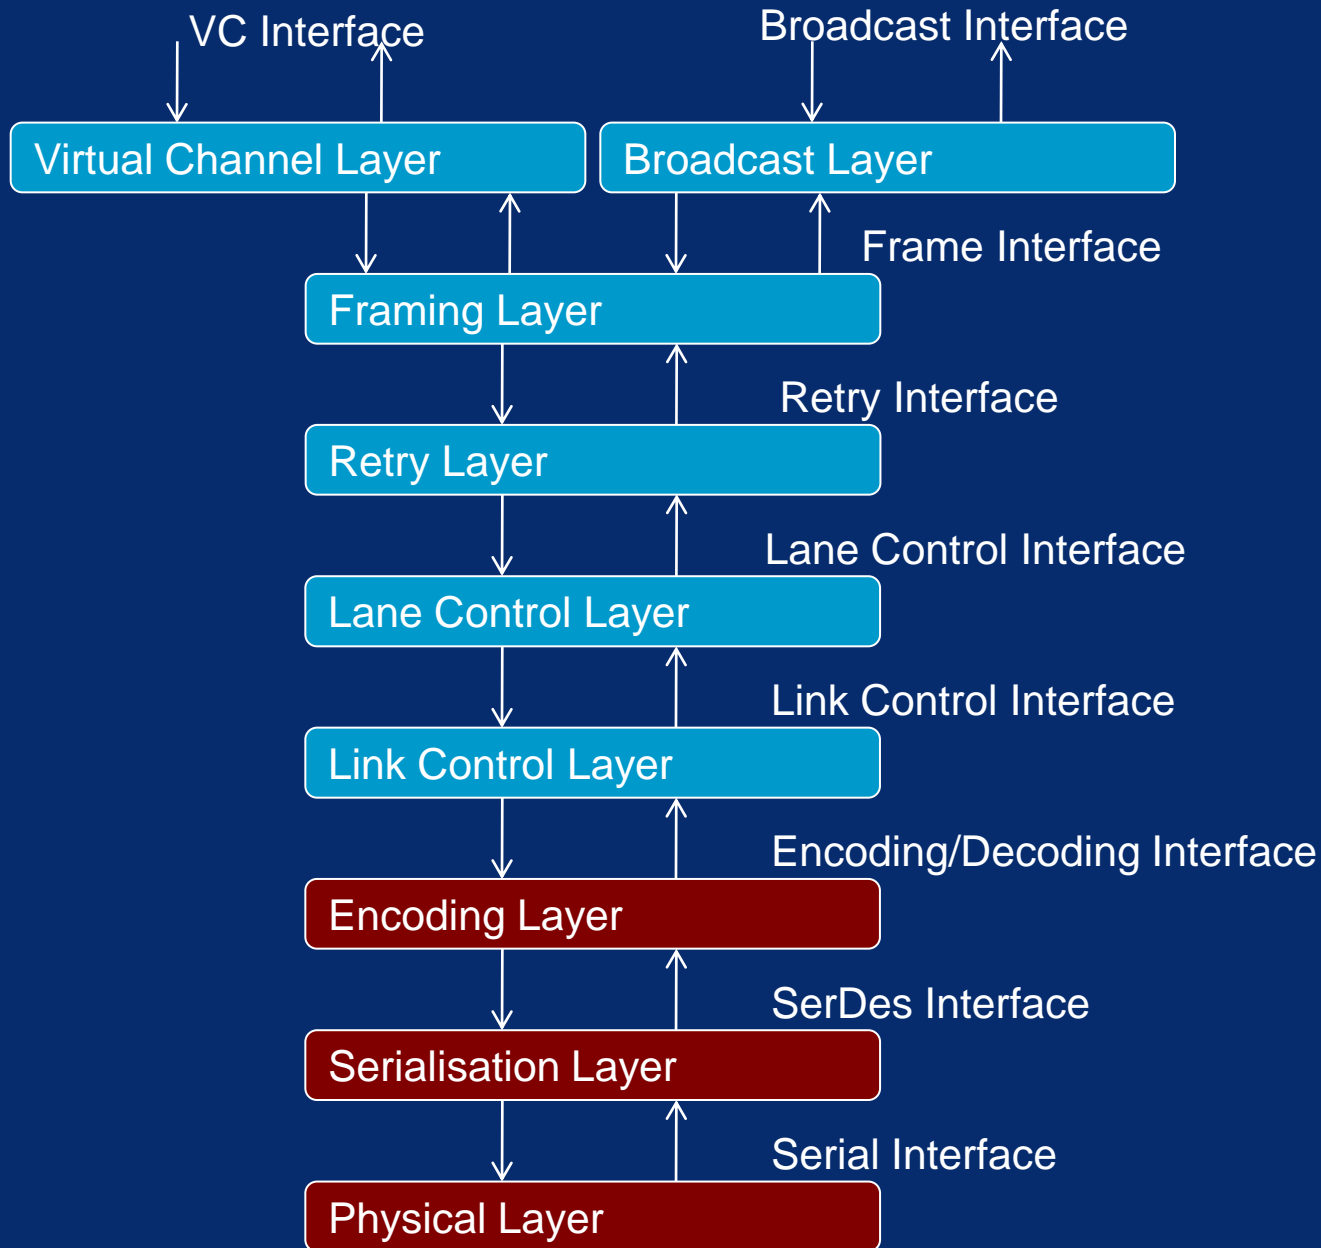 VC Interface
Broadcast Interface
Virtual Channel Layer
Broadcast Layer
Frame Interface
Framing Layer
Retry Interface
Retry Layer
Lane Control Interface
Lane Control Layer
Link Control Interface
Link Control Layer
Encoding/Decoding Interface
Encoding Layer
SerDes Interface
Serialisation Layer
Serial Interface
Physical Layer